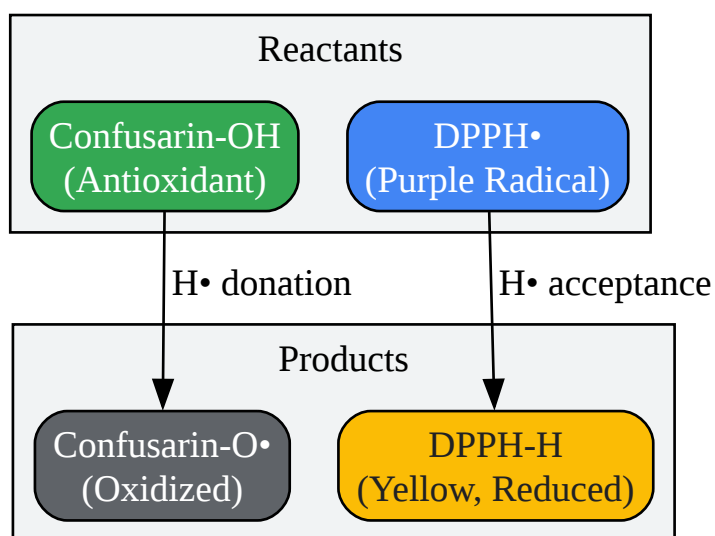 Reactants
Confusarin-OH
(Antioxidant)
DPPH•
(Purple Radical)
H• donation
H• acceptance
Products
Confusarin-O•
(Oxidized)
DPPH-H
(Yellow, Reduced)